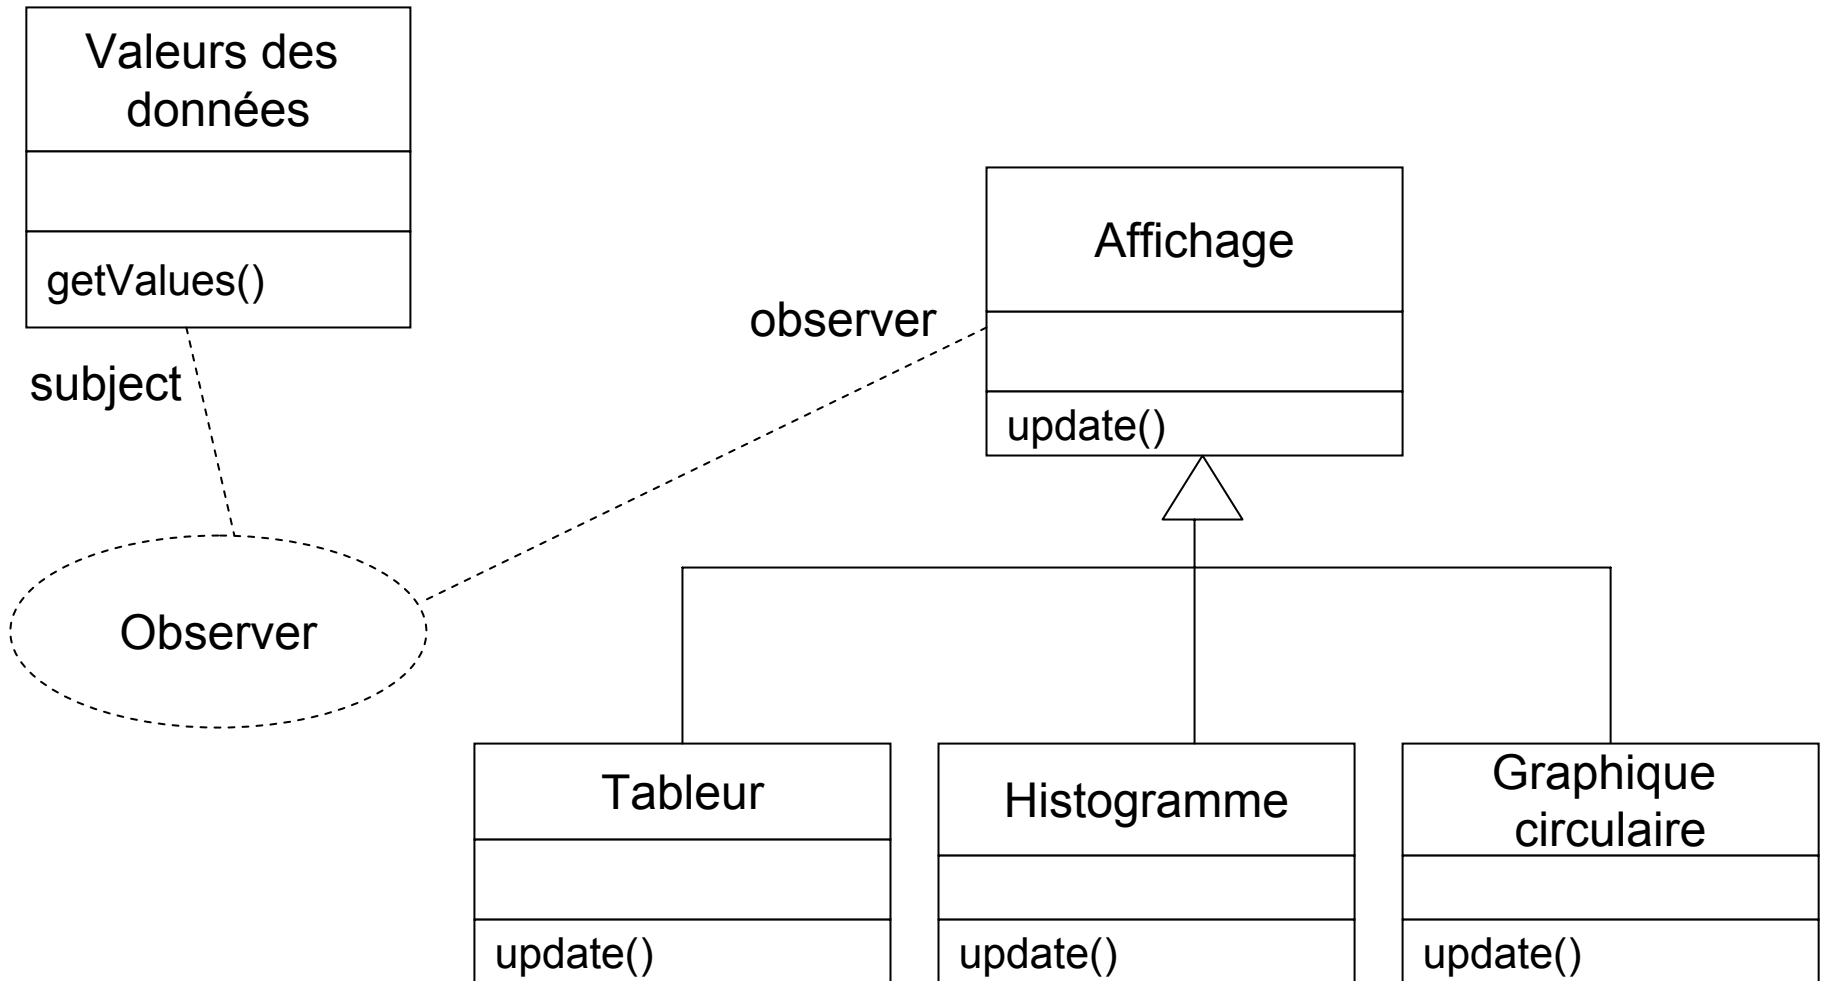 Valeurs des
données
getValues()
subject
observer
Affichage
update()
Observer
Tableur
update()
Histogramme
update()
Graphique
circulaire
update()